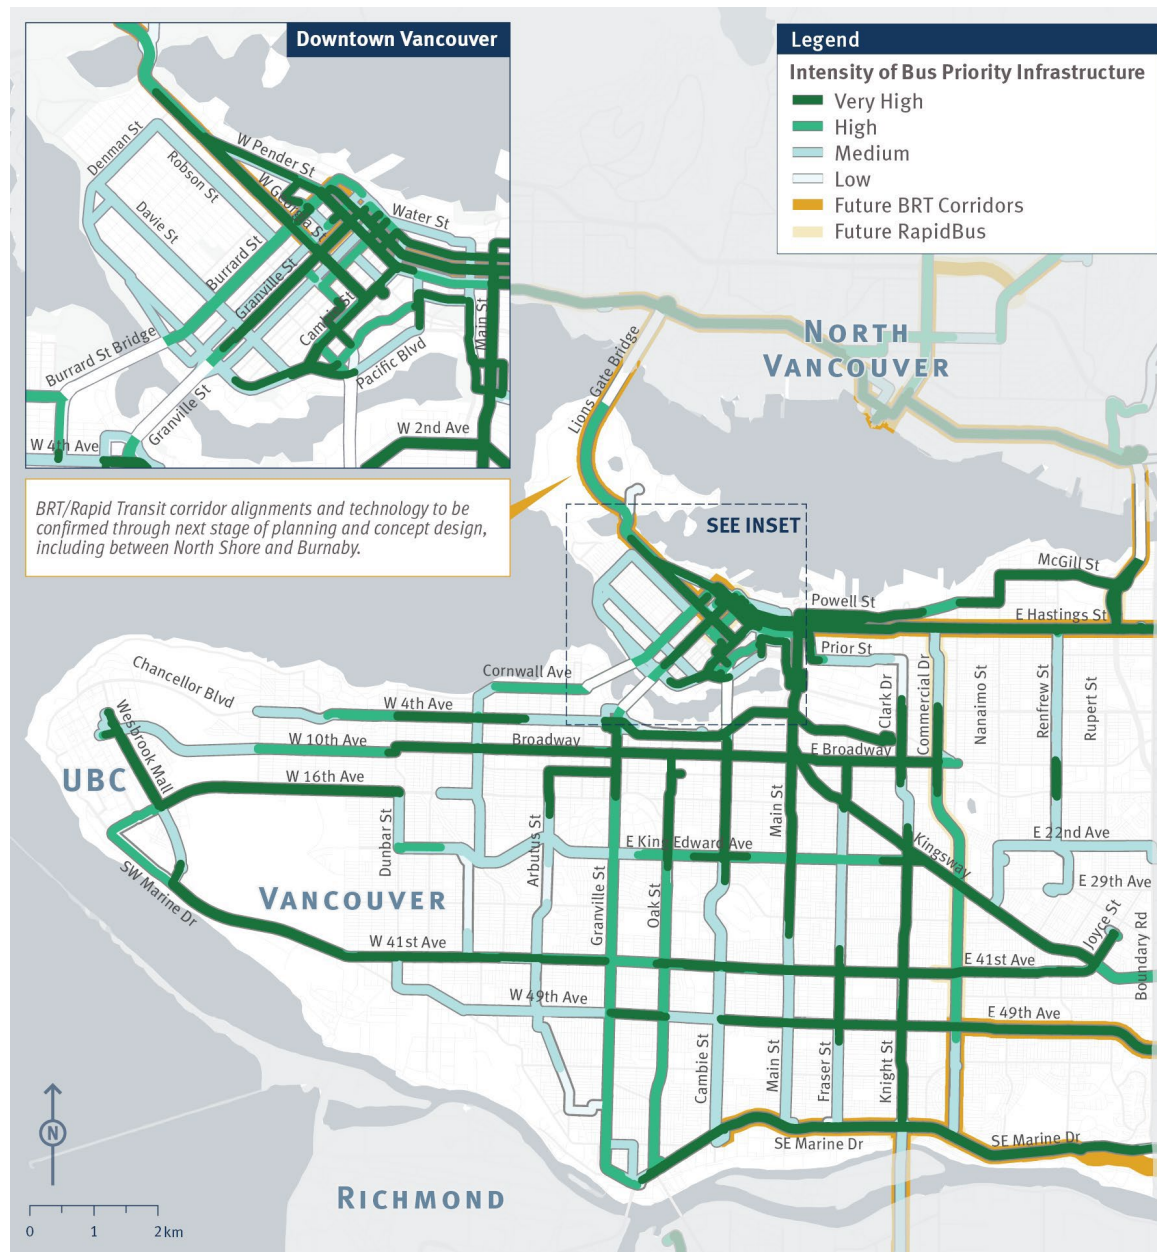 Downtown Vancouver
Denman St
Robson St
Davie St
W Pender St
W Georgia St
Water St
Burrard St
Granville St
Cambie St
Main St
Pacific Blvd
Burrard St Bridge
Granville St
W 4th Ave
W 2nd Ave
Legend
Intensity of Bus Priority Infrastructure
Very High
High
Medium
Low
Future BRT Corridors
Future RapidBus
BRT/Rapid Transit corridor alignments and technology to be
confirmed through next stage of planning and concept design,
including between North Shore and Burnaby.
NORTH
VANCOUVER
Lions Gate Bridge
SEE INSET
McGill St
Powell St
E Hastings St
Prior St
Chancellor Blvd
Cornwall Ave
W 4th Ave
Wesbrook Mall
W 10th Ave
Broadway
E Broadway
Clark Dr
Commercial Dr
Nanaimo St
Renfrew St
Rupert St
UBC
W 16th Ave
Dunbar St
Arbutus St
Main St
E King Edward Ave
Kingsway
E 22nd Ave
E 29th Ave
SW Marine Dr
VANCOUVER
Granville St
Oak St
Joyce St
Boundary Rd
W 41st Ave
E 41st Ave
W 49th Ave
E 49th Ave
Cambie St
Main St
Fraser St
Knight St
SE Marine Dr
SE Marine Dr
RICHMOND
N
0 1 2 km